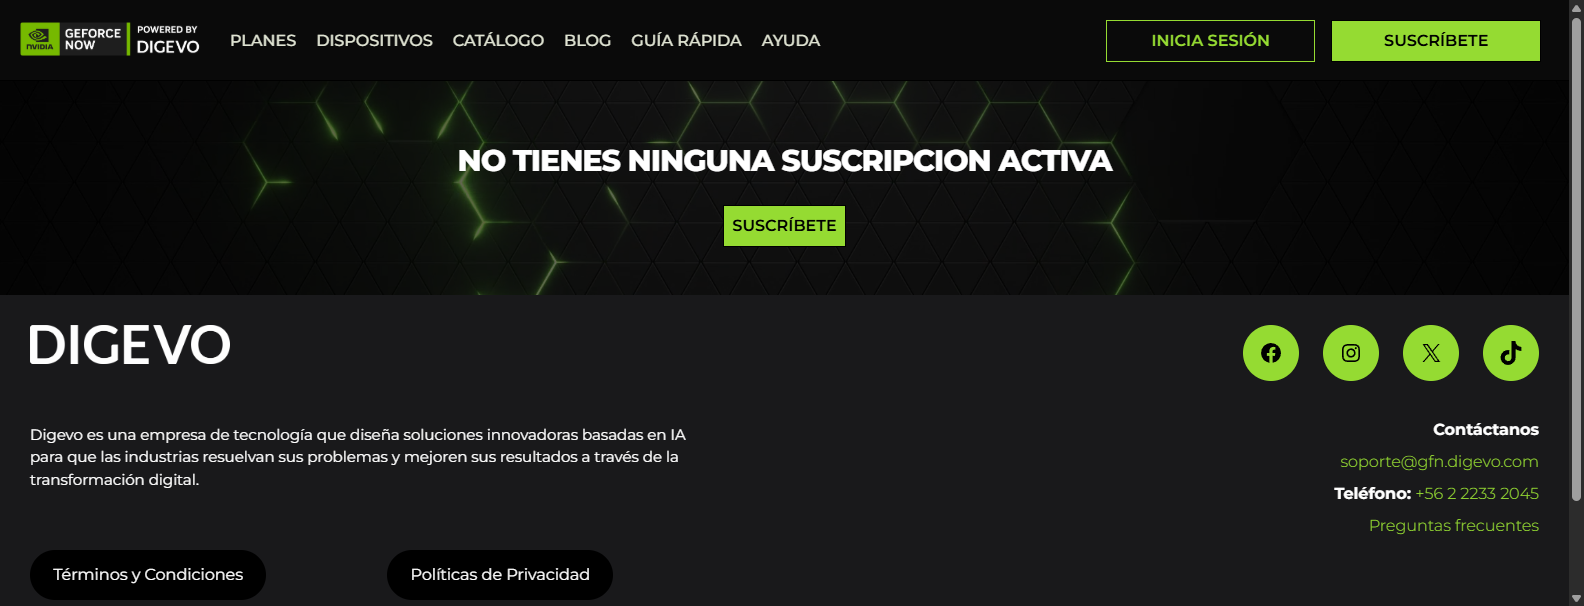 NVIDIA
GEFORCE NOW
POWERED BY
DIGEVO
PLANES
DISPOSITIVOS
CATÁLOGO
BLOG
GUÍA RÁPIDA
AYUDA
INICIA SESIÓN
SUSCRÍBETE
NO TIENES NINGUNA SUSCRIPCION ACTIVA
SUSCRÍBETE
DIGEVO
Digevo es una empresa de tecnología que diseña soluciones innovadoras basadas en IA
para que las industrias resuelvan sus problemas y mejoren sus resultados a través de la
transformación digital.
Contáctanos
soporte@gfn.digevo.com
Teléfono: +56 2 2233 2045
Preguntas frecuentes
Términos y Condiciones
Políticas de Privacidad